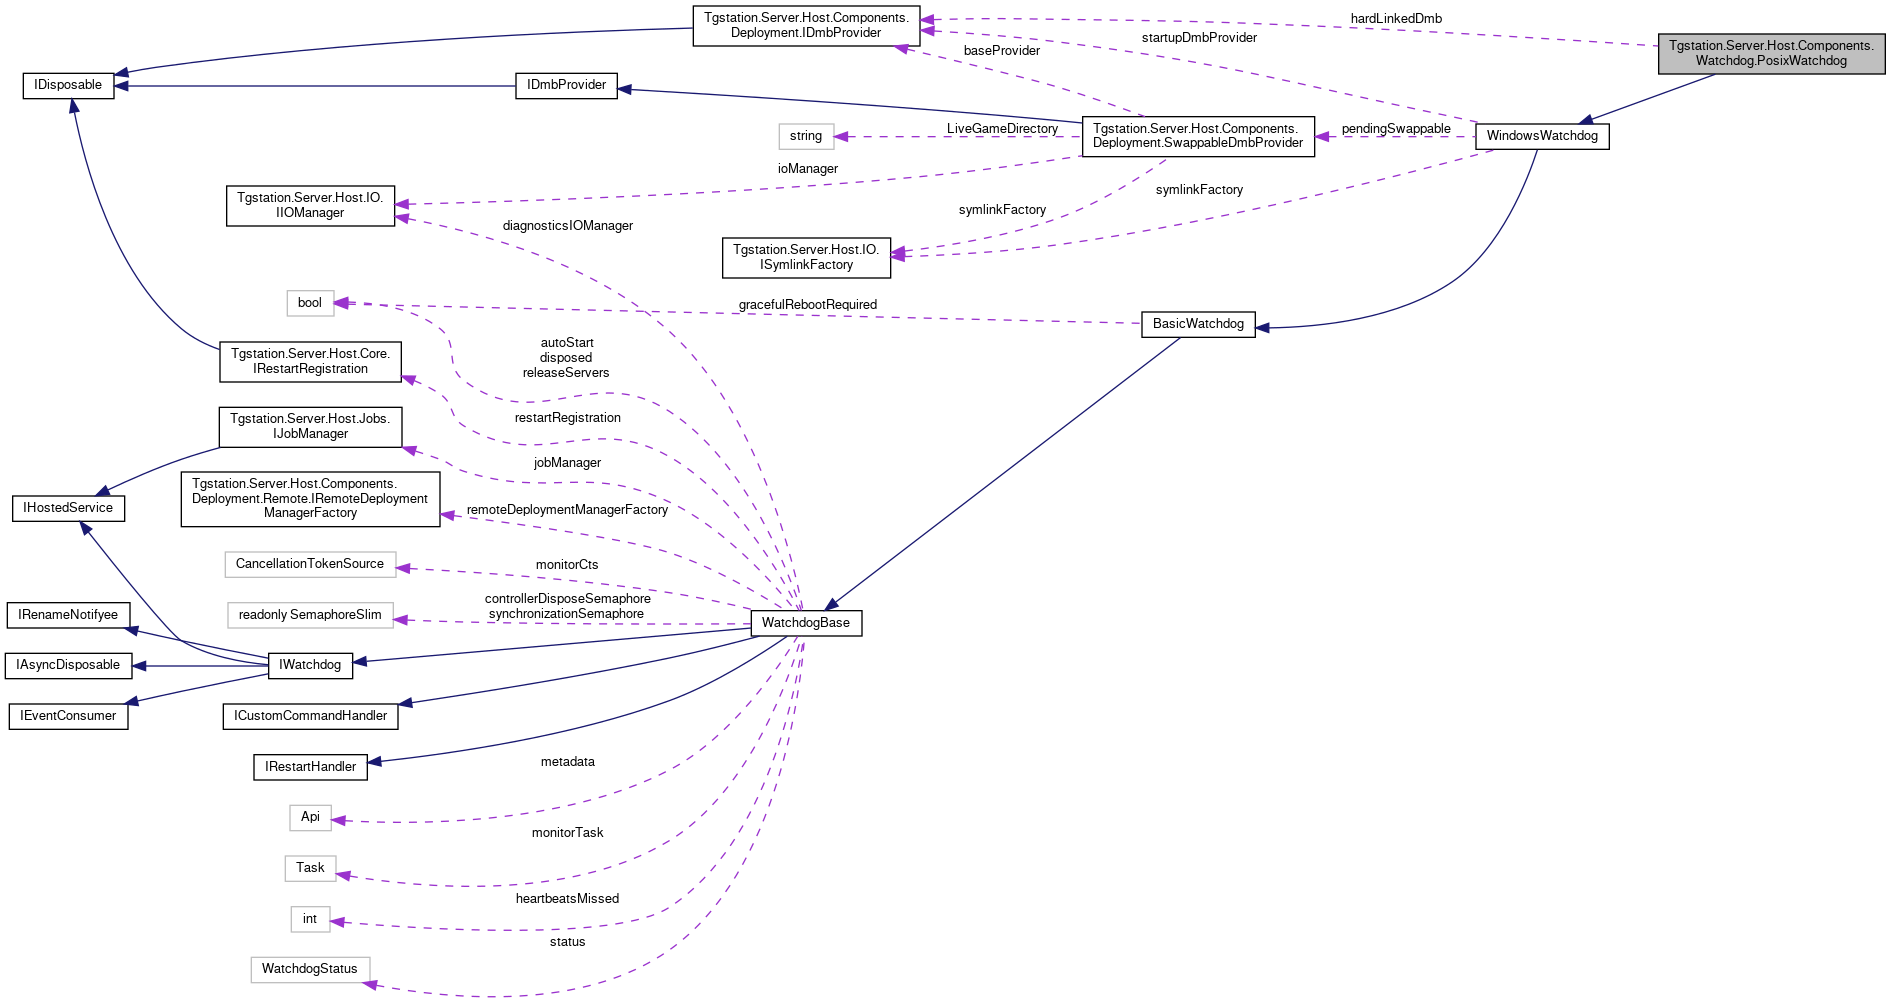 Tgstation.Server.Host.Components.
Deployment.IDmbProvider
hardLinkedDmb
startupDmbProvider
Tgstation.Server.Host.Components.
Watchdog.PosixWatchdog
baseProvider
IDisposable
IDmbProvider
string
LiveGameDirectory
Tgstation.Server.Host.Components.
Deployment.SwappableDmbProvider
pendingSwappable
WindowsWatchdog
ioManager
symlinkFactory
Tgstation.Server.Host.IO.
IIOManager
symlinkFactory
diagnosticsIOManager
Tgstation.Server.Host.IO.
ISymlinkFactory
bool
gracefulRebootRequired
BasicWatchdog
autoStart
disposed
releaseServers
Tgstation.Server.Host.Core.
IRestartRegistration
restartRegistration
Tgstation.Server.Host.Jobs.
IJobManager
jobManager
Tgstation.Server.Host.Components.
Deployment.Remote.IRemoteDeployment
ManagerFactory
remoteDeploymentManagerFactory
IHostedService
CancellationTokenSource
monitorCts
controllerDisposeSemaphore
synchronizationSemaphore
readonly SemaphoreSlim
IRenameNotifyee
WatchdogBase
IAsyncDisposable
IWatchdog
IEventConsumer
ICustomCommandHandler
IRestartHandler
metadata
Api
monitorTask
Task
heartbeatsMissed
int
status
WatchdogStatus